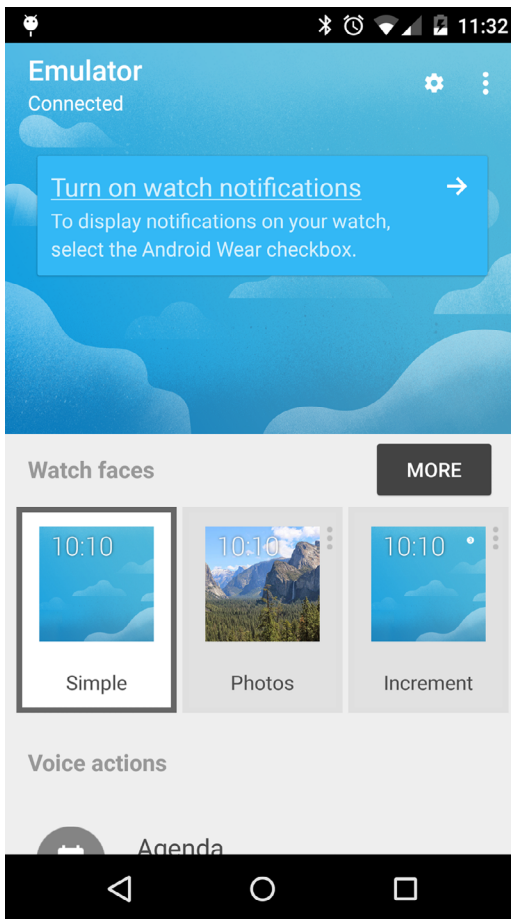 11:32
Emulator
Connected
Turn on watch notifications
To display notifications on your watch,
select the Android Wear checkbox.
Watch faces
MORE
10:10
10:10
10:10
Simple
Photos
Increment
Voice actions
Agenda